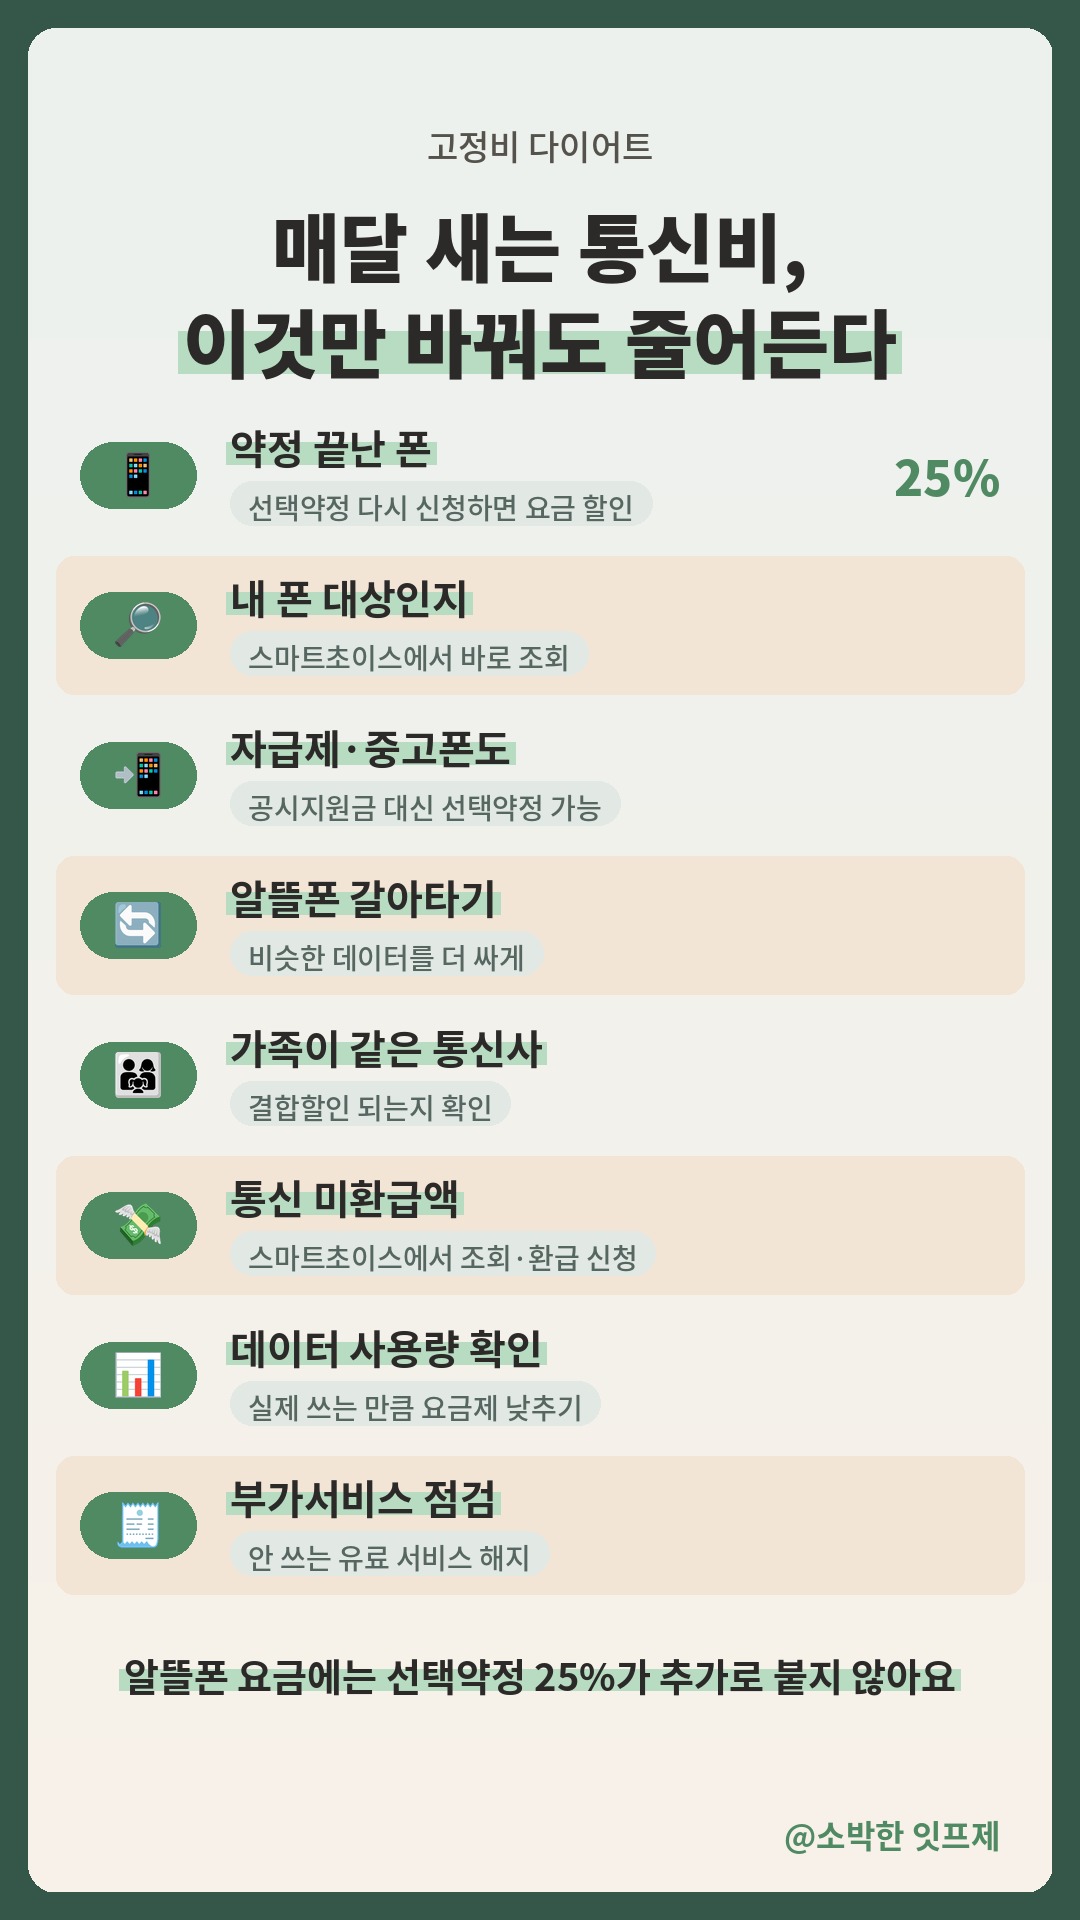 고정비 다이어트
매달 새는 통신비,
이것만 바꿔도 줄어든다
약정 끝난 폰
선택약정 다시 신청하면 요금 할인
25%
내 폰 대상인지
스마트초이스에서 바로 조회
자급제·중고폰도
공시지원금 대신 선택약정 가능
알뜰폰 갈아타기
비슷한 데이터를 더 싸게
가족이 같은 통신사
결합할인 되는지 확인
통신 미환급액
스마트초이스에서 조회·환급 신청
데이터 사용량 확인
실제 쓰는 만큼 요금제 낮추기
부가서비스 점검
안 쓰는 유료 서비스 해지
알뜰폰 요금에는 선택약정 25%가 추가로 붙지 않아요
@소박한 잇프제